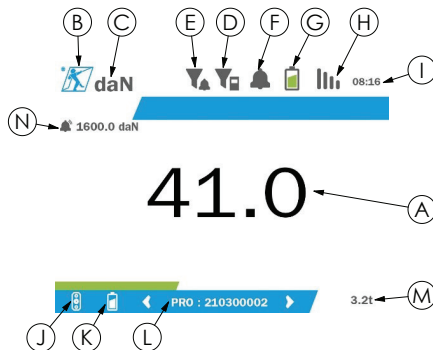 B C E D F G H
daN 08:16 I
N 1600.0 daN
41.0 A
PRO : 210300002 3.2t M
J K L